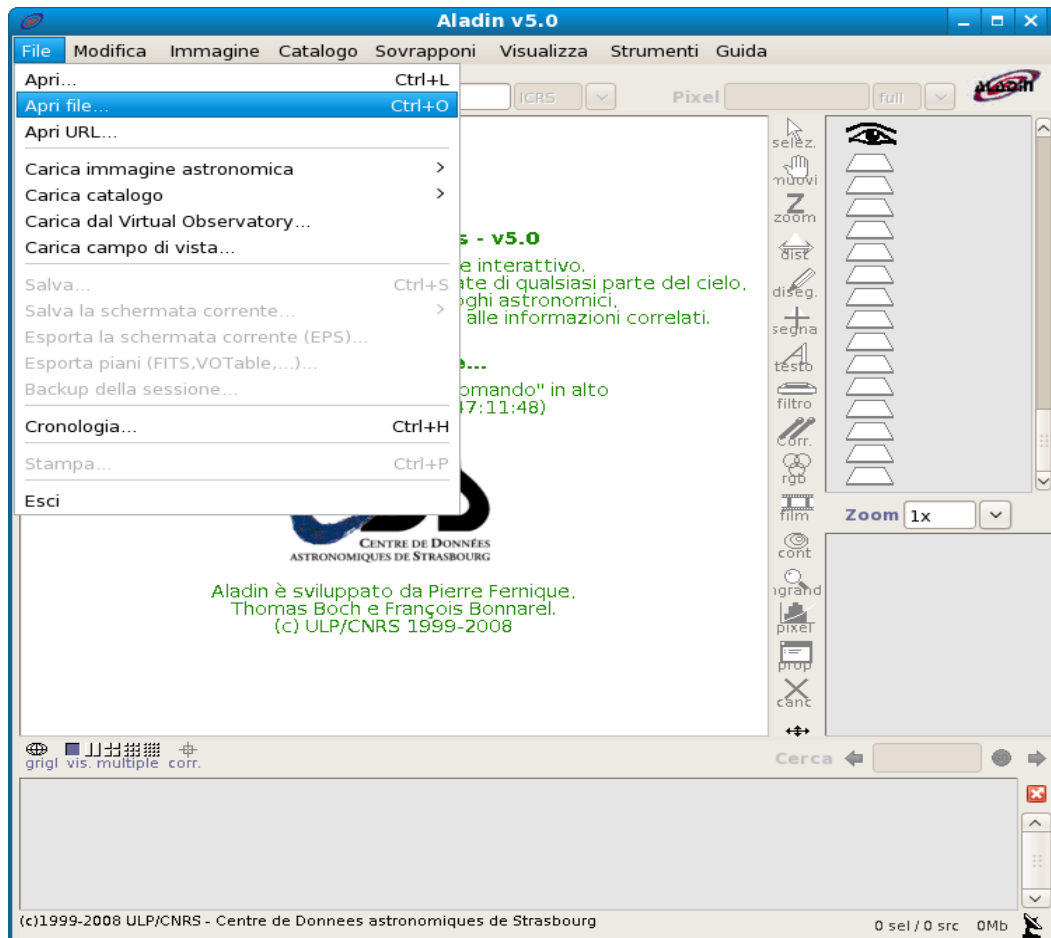 Aladin v5.0
File Modifica Immagine Catalogo Sovrapponi Visualizza Strumenti Guida
Apri... Ctrl+L
Apri file... Ctrl+O
Apri URL...
Carica immagine astronomica >
Carica catalogo >
Carica dal Virtual Observatory...
Carica campo di vista...
Salva... Ctrl+S
Salva la schermata corrente... >
Esporta la schermata corrente (EPS)...
Esporta piani (FITS,VOTable,...)...
Backup della sessione...
Cronologia... Ctrl+H
Stampa... Ctrl+P
Esci
ICRS
Pixel
full
ALADIN
s - v5.0
e interattivo.
ate di qualsiasi parte del cielo,
oghi astronomici,
alle informazioni correlati.
e...
omando" in alto
47:11:48)
CENTRE DE DONNÉES
ASTRONOMIQUES DE STRASBOURG
Aladin è sviluppato da Pierre Fernique,
Thomas Boch e François Bonnarel.
(c) ULP/CNRS 1999-2008
selez.
muovi
zoom
dist
diseg.
segna
testo
filtro
corr.
rgb
film
cont
ngrand
pixel
prop
canc
Zoom 1x
grigl vis. multiple corr.
Cerca
(c)1999-2008 ULP/CNRS - Centre de Donnees astronomiques de Strasbourg
0 sel / 0 src 0Mb